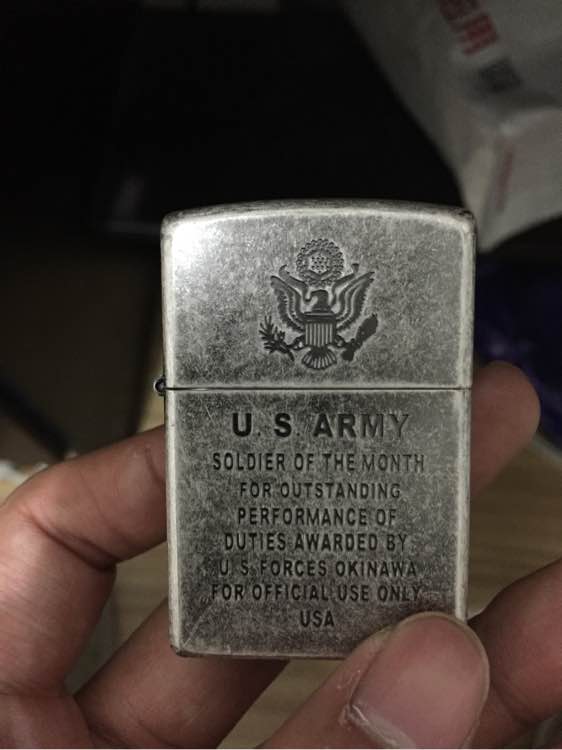 U. S. ARMY
SOLDIER OF THE MONTH
FOR OUTSTANDING
PERFORMANCE OF
DUTIES AWARDED BY
U.S. FORCES OKINAWA
FOR OFFICIAL USE ONLY
USA